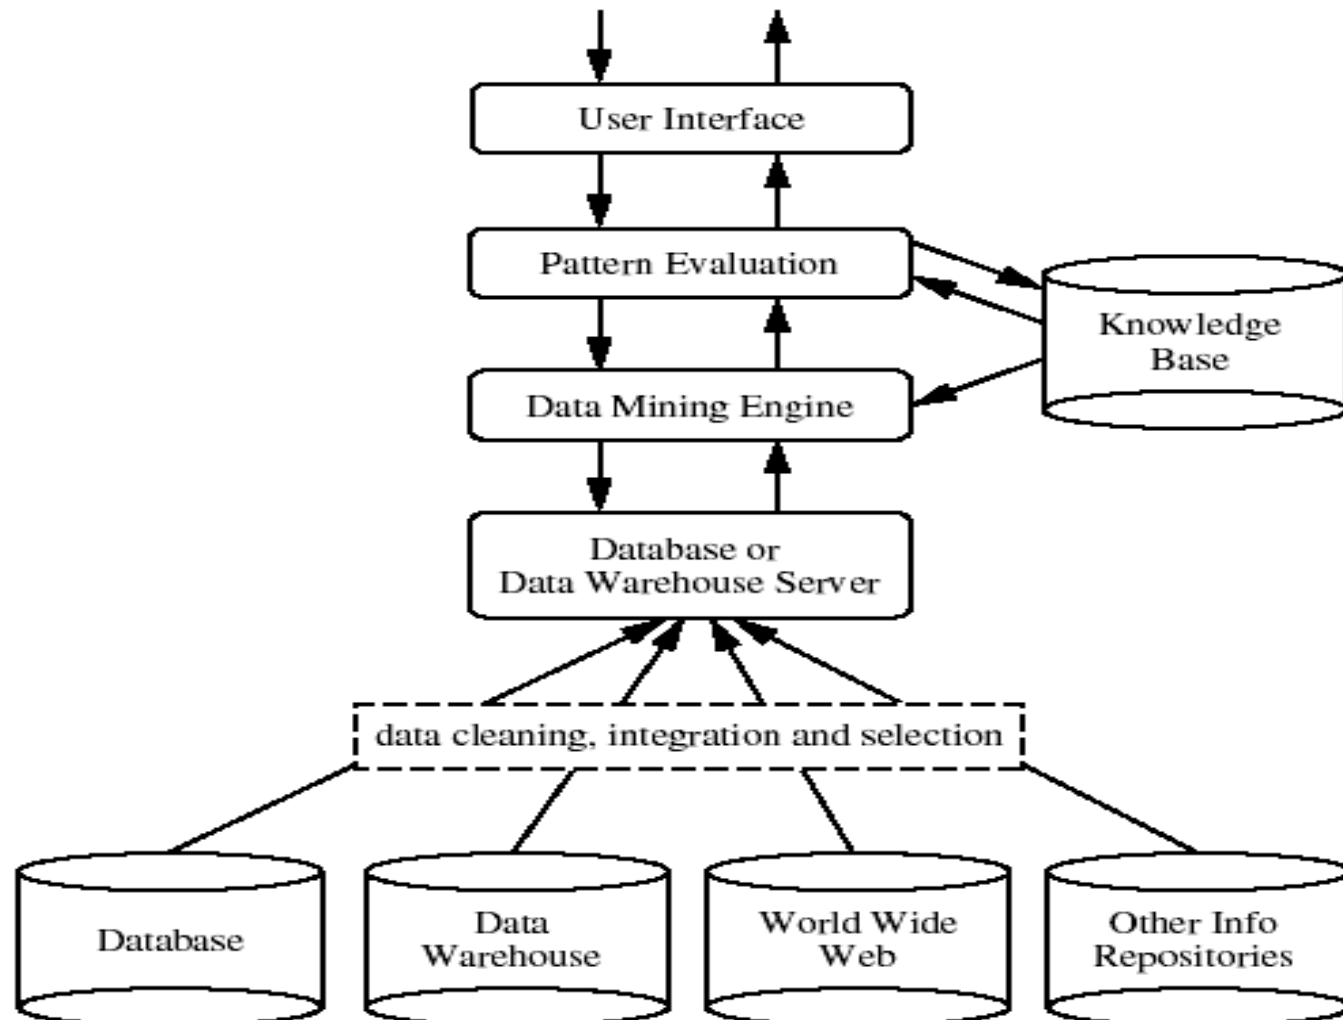 User Interface
Pattern Evaluation
Knowledge
Base
Data Mining Engine
Database or
Data Warehouse Server
data cleaning, integration and selection
Database
Data
Warehouse
World Wide
Web
Other Info
Repositories